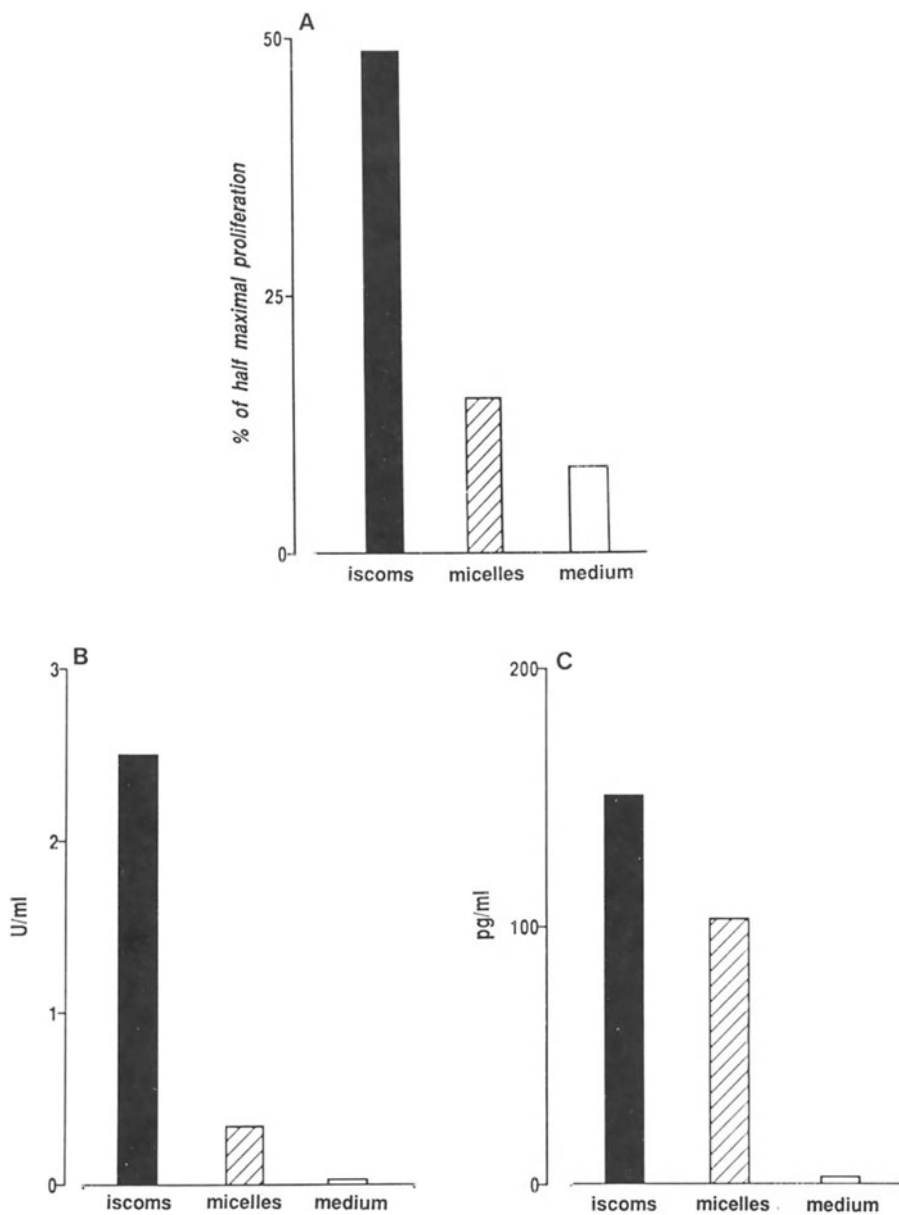 A
50
% of half maximal proliferation
25
0
iscoms micelles medium
B
3
2
U/ml
1
0
iscoms micelles medium
C
200
pg/ml
100
0
iscoms micelles medium